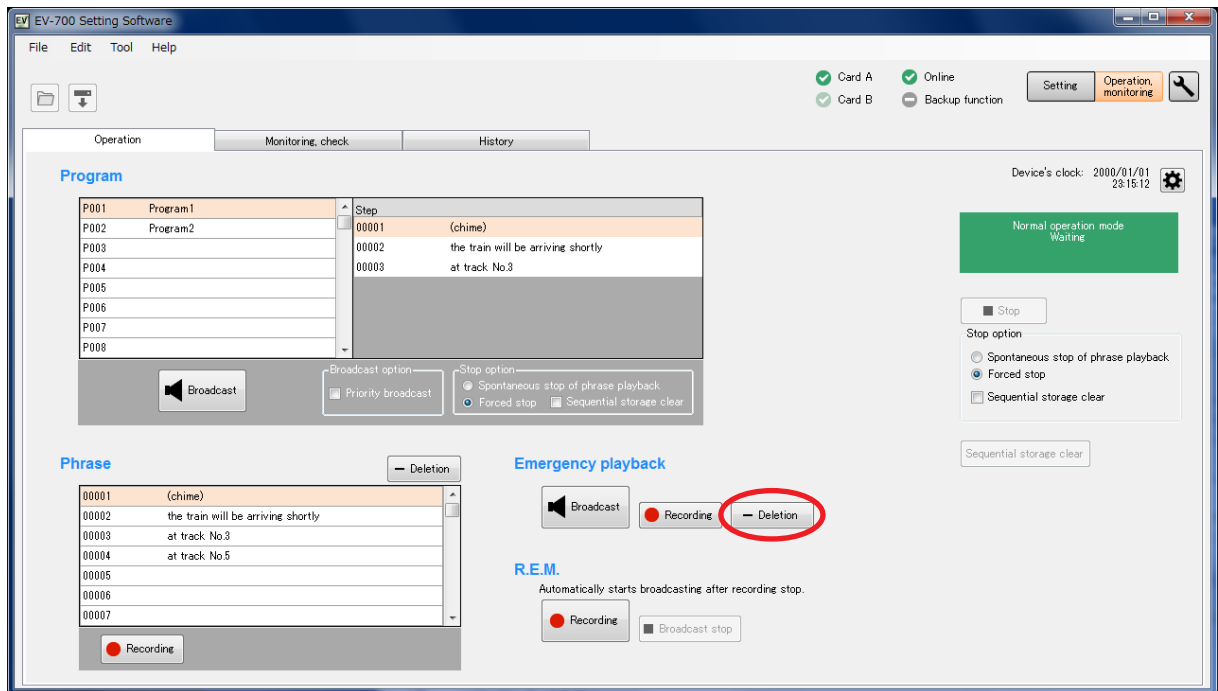 EV EV-700 Setting Software
File Edit Tool Help
Card A Online
Card B Backup function
Setting
Operation,
monitoring
Operation Monitoring, check History
Device's clock: 2000/01/01
23:15:12
Program
P001 Program1
P002 Program2
P003
P004
P005
P006
P007
P008
Step
00001 (chime)
00002 the train will be arriving shortly
00003 at track No.3
Broadcast
Broadcast option
Priority broadcast
Stop option
Spontaneous stop of phrase playback
Forced stop Sequential storage clear
Normal operation mode
Waiting
Stop
Stop option
Spontaneous stop of phrase playback
Forced stop
Sequential storage clear
Sequential storage clear
Phrase
Deletion
00001 (chime)
00002 the train will be arriving shortly
00003 at track No.3
00004 at track No.5
00005
00006
00007
Recording
Emergency playback
Broadcast Recording Deletion
R.E.M.
Automatically starts broadcasting after recording stop.
Recording Broadcast stop